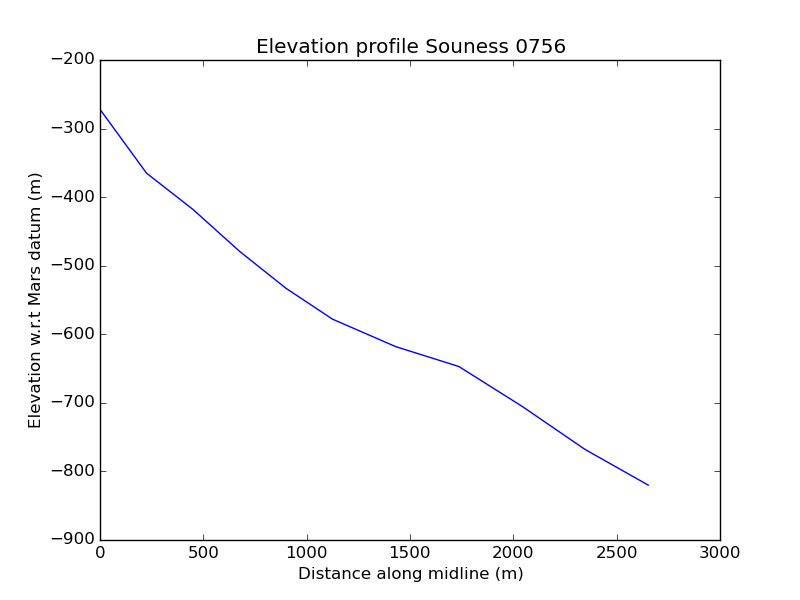 Elevation profile Souness 0756
−200
−300
−400
−500
−600
−700
−800
−900
Elevation w.r.t Mars datum (m)
0 500 1000 1500 2000 2500 3000
Distance along midline (m)